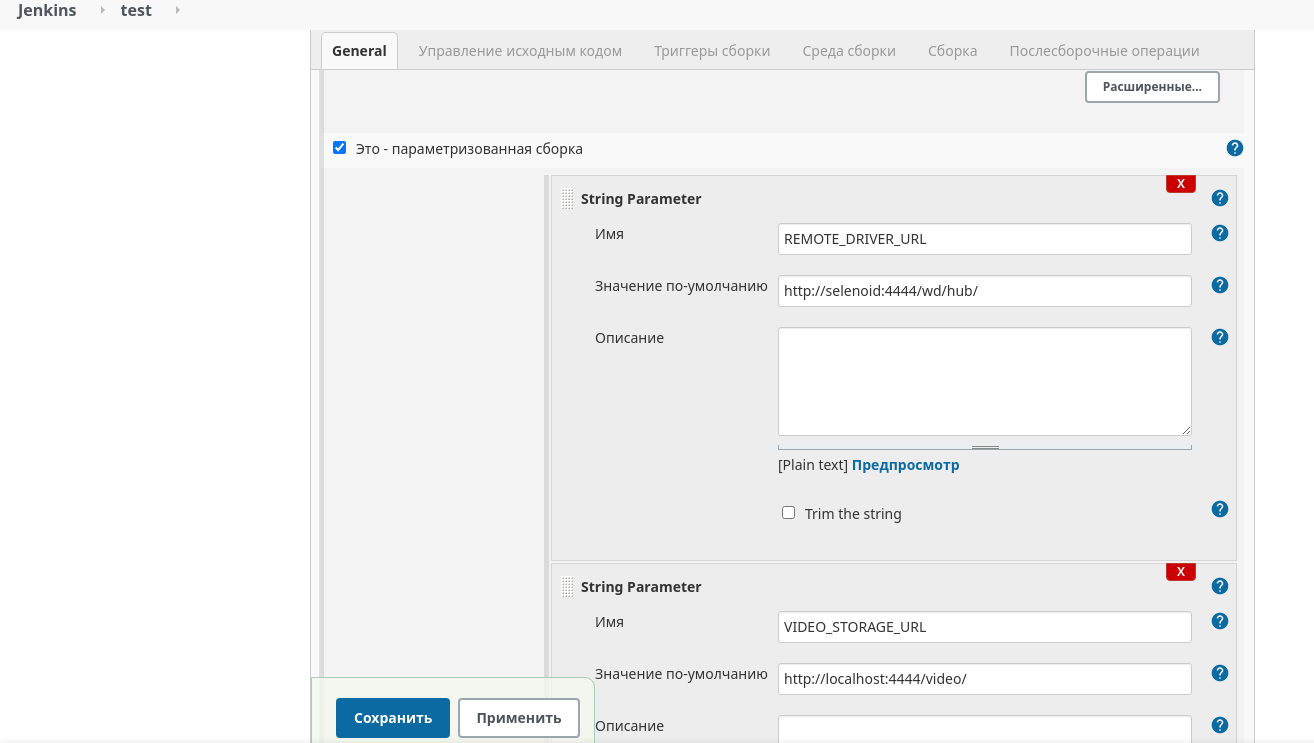 Jenkins test
General Управление исходным кодом Триггеры сборки Среда сборки Сборка Послесборочные операции
Расширенные...
Это - параметризованная сборка ?
X
String Parameter ?
Имя REMOTE_DRIVER_URL ?
Значение по-умолчанию http://selenoid:4444/wd/hub/ ?
Описание ?
[Plain text] Предпросмотр
Trim the string ?
X
String Parameter ?
Имя VIDEO_STORAGE_URL ?
Значение по-умолчанию http://localhost:4444/video/ ?
Сохранить Применить Описание ?